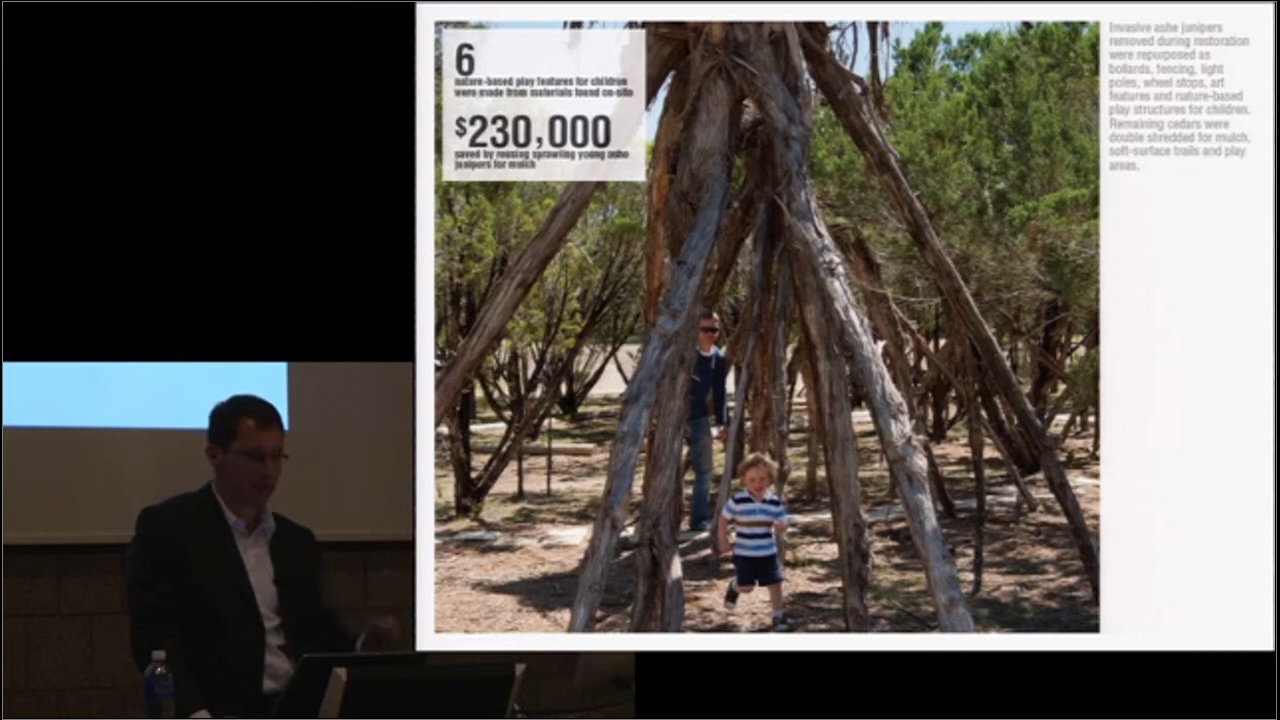 6
nature-based play features for children
were made from materials found on-site
$230,000
saved by reusing sprawling young ashe
junipers for mulch
Invasive ashe junipers
removed during restoration
were repurposed as
bollards, fencing, light
poles, wheel stops, art
features and nature-based
play structures for children.
Remaining cedars were
double shredded for mulch,
soft-surface trails and play
areas.